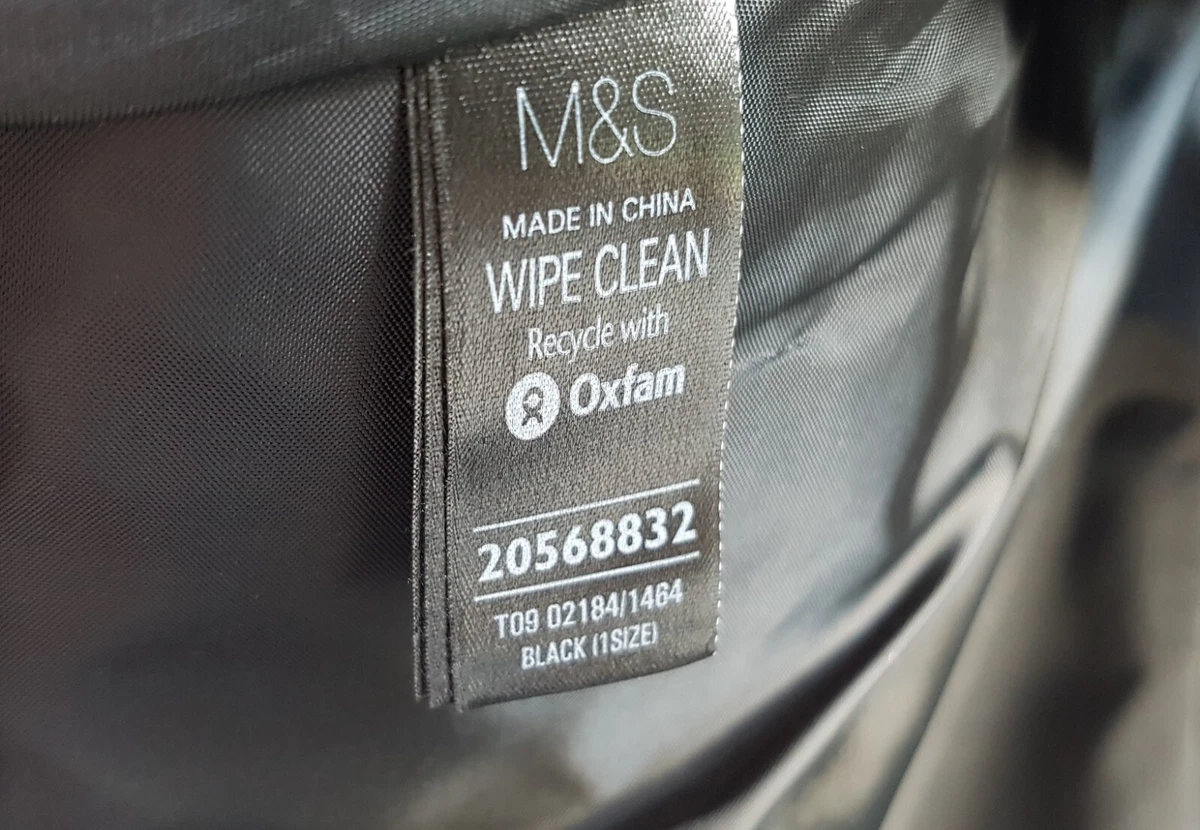 M&S
MADE IN CHINA
WIPE CLEAN
Recycle with
Oxfam
20568832
T09 02184/1464
BLACK (1SIZE)